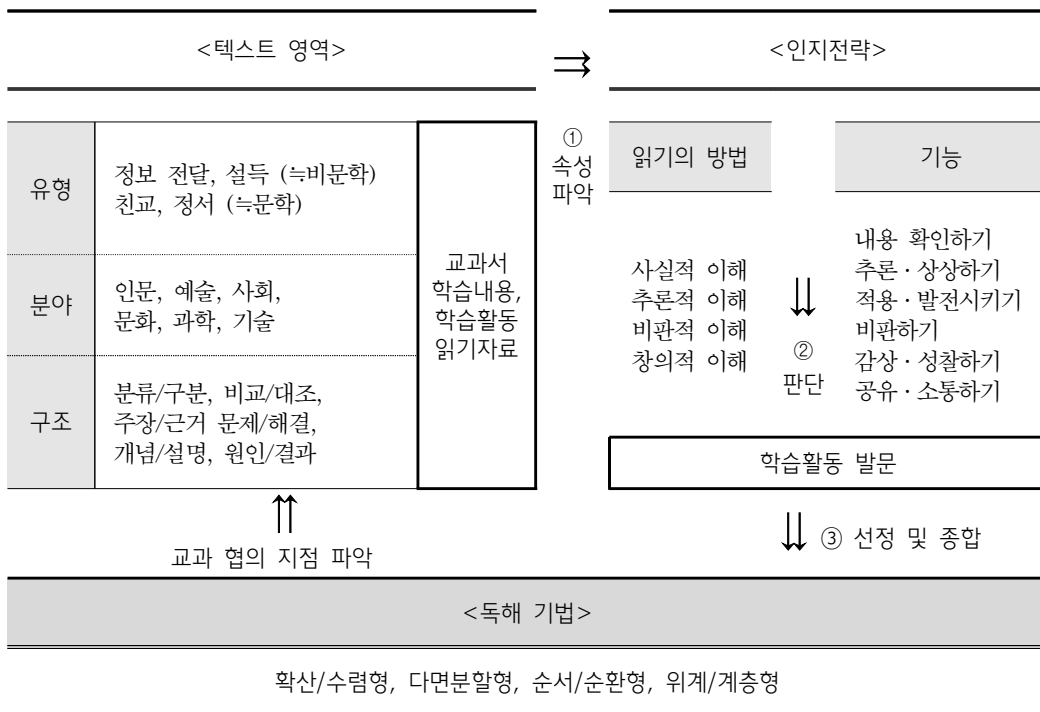 <텍스트 영역>
⇉
<인지전략>
유형
정보 전달, 설득 (≒비문학)
친교, 정서 (≒문학)
분야
인문, 예술, 사회,
문화, 과학, 기술
구조
분류/구분, 비교/대조,
주장/근거 문제/해결,
개념/설명, 원인/결과
교과서
학습내용,
학습활동
읽기자료
①
속성
파악
읽기의 방법
사실적 이해
추론적 이해
비판적 이해
창의적 이해
⇊
②
판단
기능
내용 확인하기
추론·상상하기
적용·발전시키기
비판하기
감상·성찰하기
공유·소통하기
학습활동 발문
⇈
교과 협의 지점 파악
⇊ ③ 선정 및 종합
<독해 기법>
확산/수렴형, 다면분할형, 순서/순환형, 위계/계층형